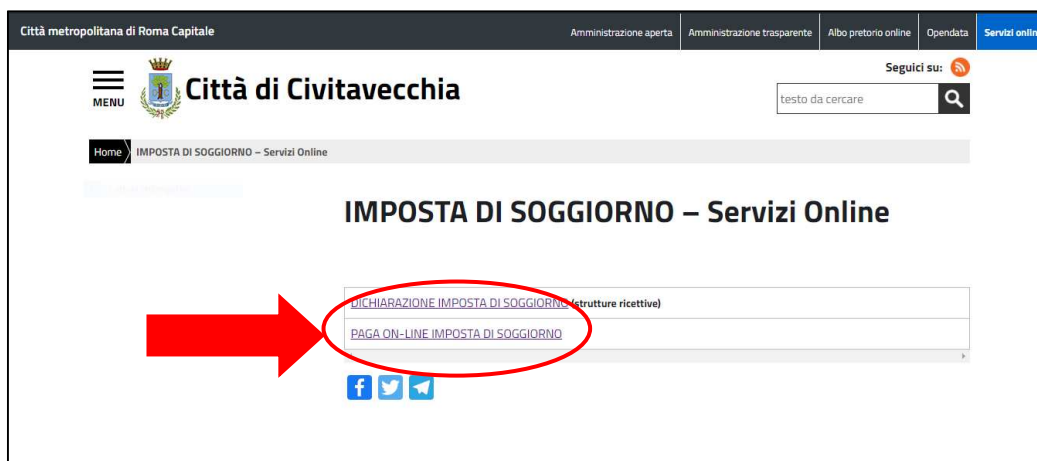 Città metropolitana di Roma Capitale
Amministrazione aperta
Amministrazione trasparente
Albo pretorio online
Opendata
Servizi onlin
Seguici su:
MENU
Città di Civitavecchia
testo da cercare
Home
IMPOSTA DI SOGGIORNO – Servizi Online
IMPOSTA DI SOGGIORNO – Servizi Online
DICHIARAZIONE IMPOSTA DI SOGGIORNO (strutture ricettive)
PAGA ON-LINE IMPOSTA DI SOGGIORNO